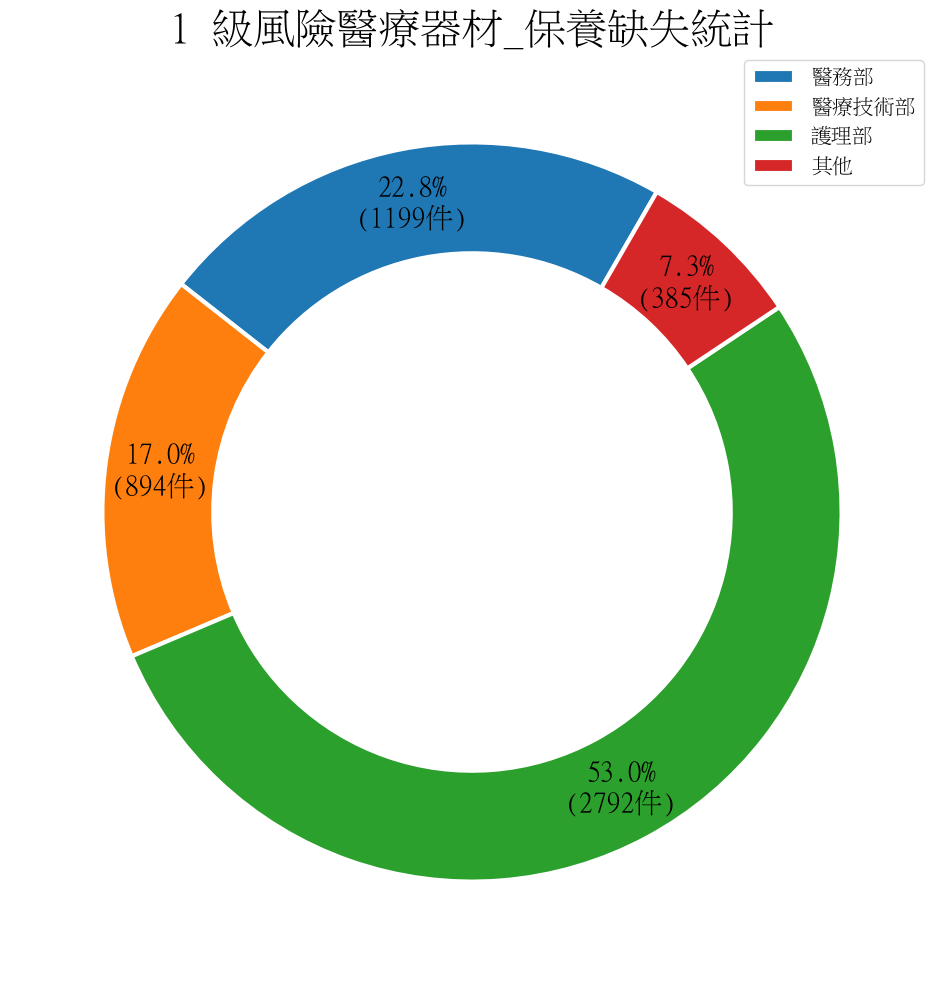 1 級風險醫療器材_保養缺失統計
醫務部
醫療技術部
護理部
其他
22.8%
(1199件)
7.3%
(385件)
17.0%
(894件)
53.0%
(2792件)